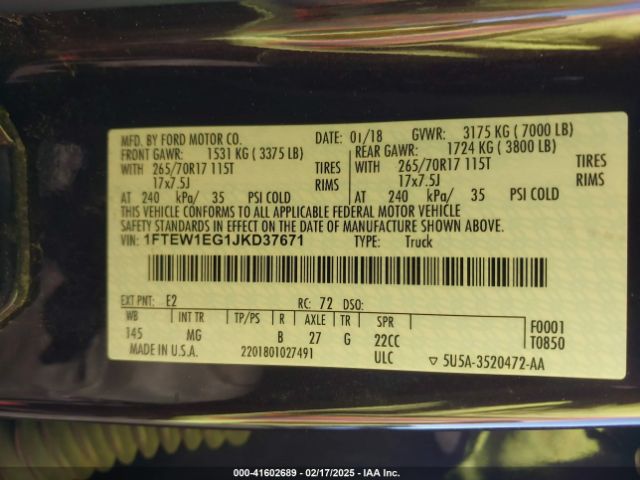 MFD. BY FORD MOTOR CO. DATE: 01/18 GVWR: 3175 KG ( 7000 LB)
FRONT GAWR: 1531 KG ( 3375 LB) REAR GAWR: 1724 KG ( 3800 LB)
WITH 265/70R17 115T TIRES WITH 265/70R17 115T TIRES
17x7.5J RIMS 17x7.5J RIMS
AT 240 kPa/ 35 PSI COLD AT 240 kPa/ 35 PSI COLD
THIS VEHICLE CONFORMS TO ALL APPLICABLE FEDERAL MOTOR VEHICLE
SAFETY STANDARDS IN EFFECT ON THE DATE OF MANUFACTURE SHOWN ABOVE.
VIN: 1FTEW1EG1JKD37671 TYPE: Truck
EXT PNT: E2 RC: 72 DSO:
WB INT TR TP/PS R AXLE TR SPR F0001
145 MG B 27 G 22CC T0850
MADE IN U.S.A. 2201801027491 ULC ▽ 5U5A-3520472-AA
000-41602689 - 02/17/2025 - IAA Inc.